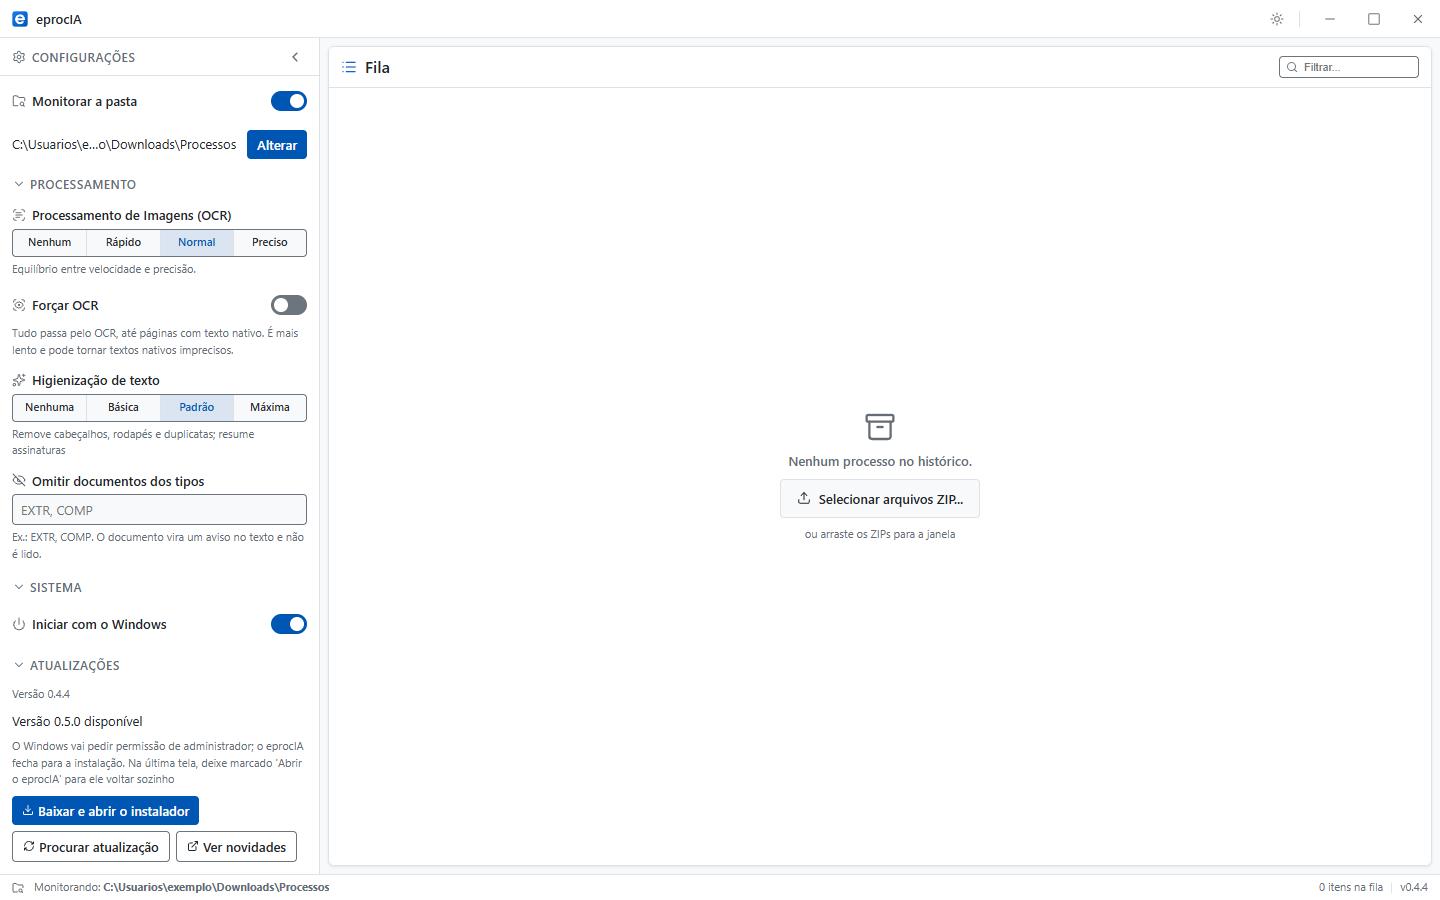 eprocIA
CONFIGURAÇÕES
Monitorar a pasta
C:\Usuarios\e...o\Downloads\Processos
Alterar
PROCESSAMENTO
Processamento de Imagens (OCR)
Nenhum Rápido Normal Preciso
Equilíbrio entre velocidade e precisão.
Forçar OCR
Tudo passa pelo OCR, até páginas com texto nativo. É mais
lento e pode tornar textos nativos imprecisos.
Higienização de texto
Nenhuma Básica Padrão Máxima
Remove cabeçalhos, rodapés e duplicatas; resume
assinaturas
Omitir documentos dos tipos
EXTR, COMP
Ex.: EXTR, COMP. O documento vira um aviso no texto e não
é lido.
SISTEMA
Iniciar com o Windows
ATUALIZAÇÕES
Versão 0.4.4
Versão 0.5.0 disponível
O Windows vai pedir permissão de administrador; o eprocIA
fecha para a instalação. Na última tela, deixe marcado 'Abrir
o eprocIA' para ele voltar sozinho
Baixar e abrir o instalador
Procurar atualização
Ver novidades
Fila
Filtrar...
Nenhum processo no histórico.
Selecionar arquivos ZIP...
ou arraste os ZIPs para a janela
Monitorando: C:\Usuarios\exemplo\Downloads\Processos
0 itens na fila
v0.4.4